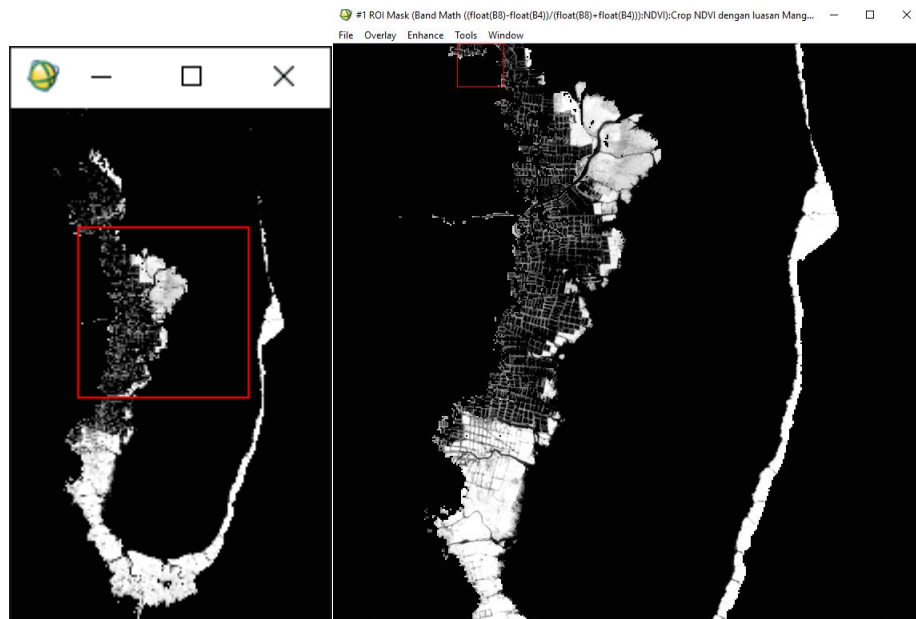 #1 ROI Mask (Band Math ((float(B8)-float(B4))/(float(B8)+float(B4))):NDVI):Crop NDVI dengan luasan Mang...
File Overlay Enhance Tools Window